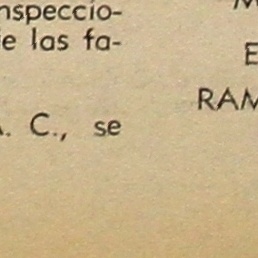 nspeccio-
e las fa-
. C., se
RAM